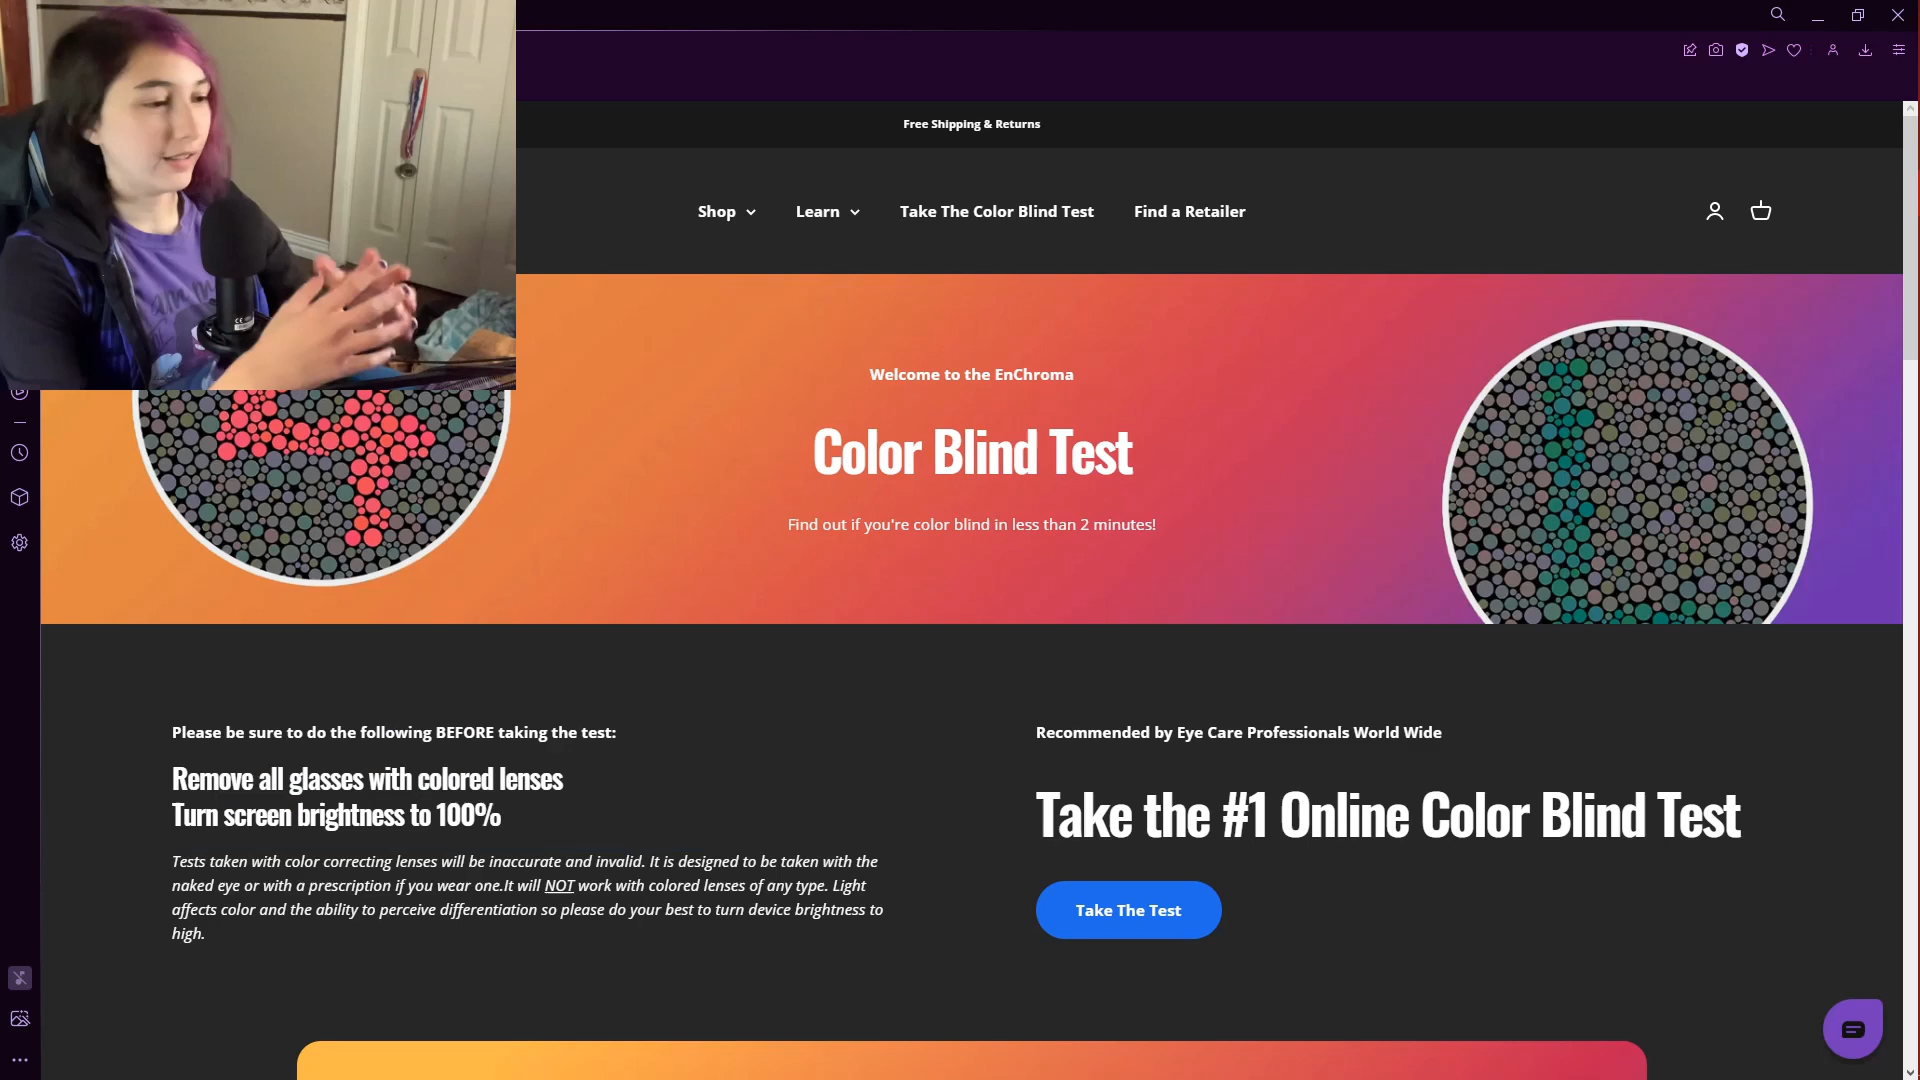 Free Shipping & Returns
Shop
Learn
Take The Color Blind Test
Find a Retailer
Welcome to the EnChroma
Color Blind Test
Find out if you're color blind in less than 2 minutes!
Please be sure to do the following BEFORE taking the test:
Remove all glasses with colored lenses
Turn screen brightness to 100%
Tests taken with color correcting lenses will be inaccurate and invalid. It is designed to be taken with the
naked eye or with a prescription if you wear one.It will NOT work with colored lenses of any type. Light
affects color and the ability to perceive differentiation so please do your best to turn device brightness to
high.
Recommended by Eye Care Professionals World Wide
Take the #1 Online Color Blind Test
Take The Test